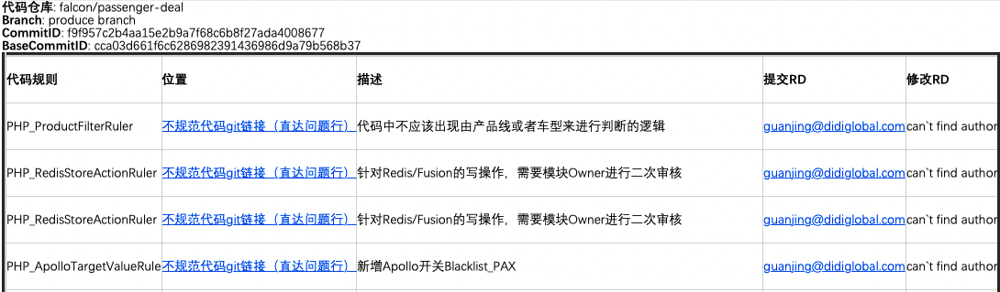 代码仓库: falcon/passenger-deal
Branch: produce branch
CommitID: f9f957c2b4aa15e2b9a7f68c6b8f27ada4008677
BaseCommitID: cca03d661f6c6286982391436986d9a79b568b37
代码规则 位置 描述 提交RD 修改RD
PHP_ProductFilterRuler 不规范代码git链接（直达问题行） 代码中不应该出现由产品线或者车型来进行判断的逻辑 guanjing@didiglobal.com can`t find author
PHP_RedisStoreActionRuler 不规范代码git链接（直达问题行） 针对Redis/Fusion的写操作，需要模块Owner进行二次审核 guanjing@didiglobal.com can`t find author
PHP_RedisStoreActionRuler 不规范代码git链接（直达问题行） 针对Redis/Fusion的写操作，需要模块Owner进行二次审核 guanjing@didiglobal.com can`t find author
PHP_ApolloTargetValueRule 不规范代码git链接（直达问题行） 新增Apollo开关Blacklist_PAX guanjing@didiglobal.com can`t find author